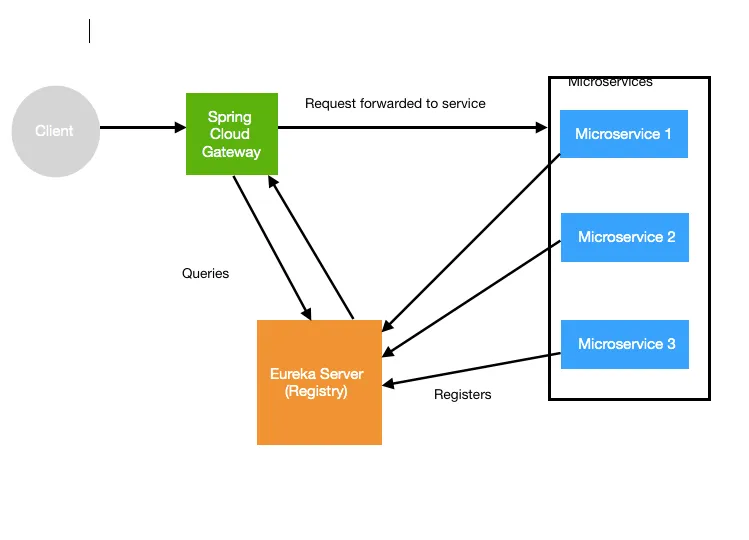 Microservices
Client
Spring
Cloud
Gateway
Request forwarded to service
Microservice 1
Microservice 2
Queries
Microservice 3
Eureka Server
(Registry)
Registers